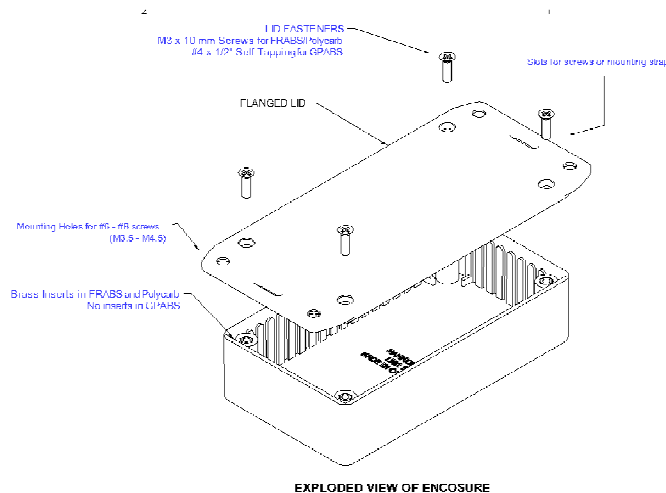 LID FASTENERS
M3 x 10 mm Screws for FRABS/Polycarb
#4 x 1/2" Self Tapping for GPABS
Slots for screws or mounting strap
FLANGED LID
Mounting Holes for #6 - #8 screws
(M3.5 - M4.5)
Brass Inserts in FRABS and Polycarb
No inserts in GPABS
EXPLODED VIEW OF ENCOSURE